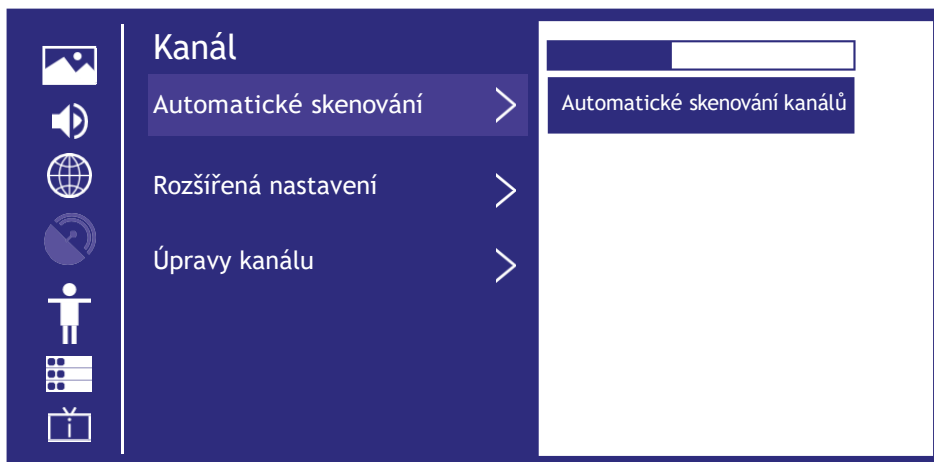 Kanál
Automatické skenování
Automatické skenování kanálů
Rozšířená nastavení
Úpravy kanálu